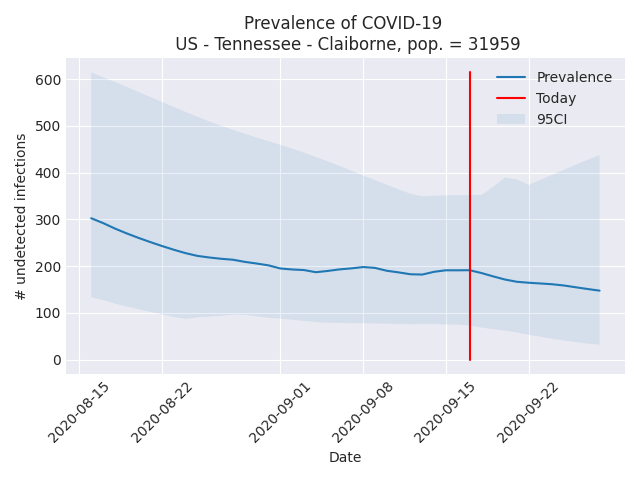 Prevalence of COVID-19
US - Tennessee - Claiborne, pop. = 31959
Prevalence
Today
95CI
# undetected infections
600
500
400
300
200
100
0
2020-08-15
2020-08-22
2020-09-01
2020-09-08
2020-09-15
2020-09-22
Date